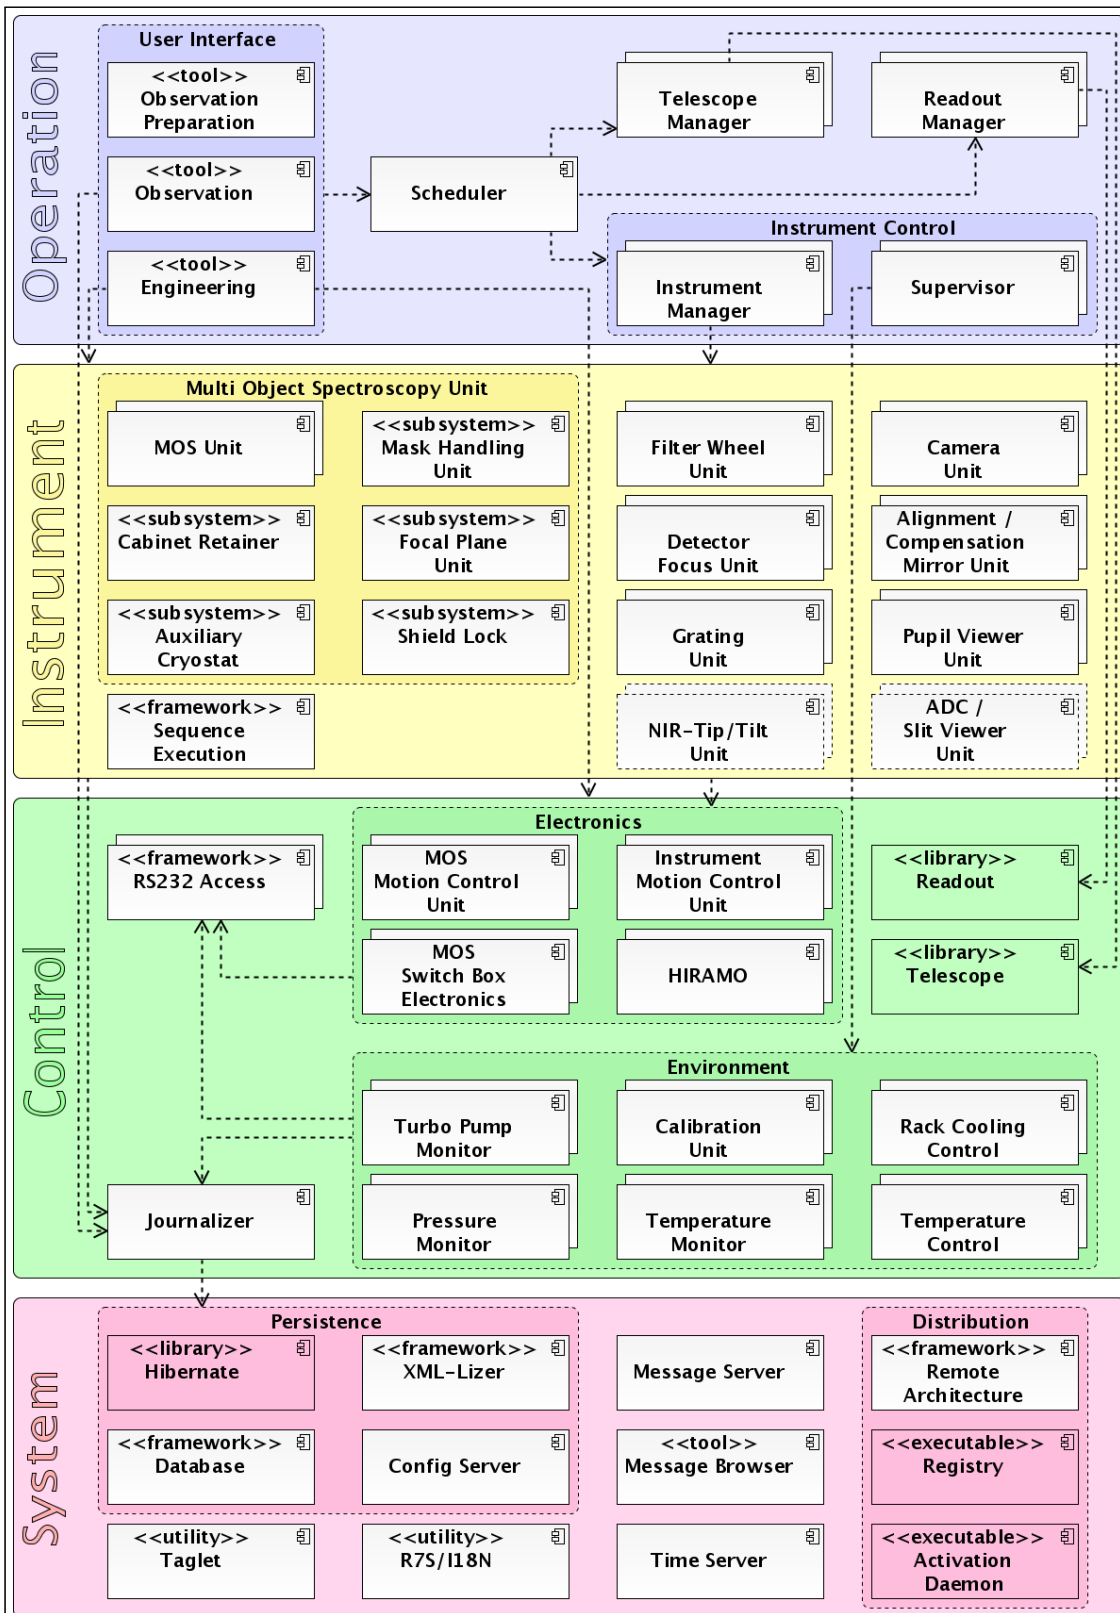 Operation
User Interface
<<tool>>
Observation
Preparation
<<tool>>
Observation
<<tool>>
Engineering
Scheduler
Telescope
Manager
Readout
Manager
Instrument Control
Instrument
Manager
Supervisor
Instrument
Multi Object Spectroscopy Unit
MOS Unit
<<subsystem>>
Mask Handling
Unit
<<subsystem>>
Cabinet Retainer
<<subsystem>>
Focal Plane
Unit
<<subsystem>>
Auxiliary
Cryostat
<<subsystem>>
Shield Lock
<<framework>>
Sequence
Execution
Filter Wheel
Unit
Camera
Unit
Detector
Focus Unit
Alignment /
Compensation
Mirror Unit
Grating
Unit
Pupil Viewer
Unit
NIR-Tip/Tilt
Unit
ADC /
Slit Viewer
Unit
Control
<<framework>>
RS232 Access
Electronics
MOS
Motion Control
Unit
Instrument
Motion Control
Unit
MOS
Switch Box
Electronics
HIRAMO
<<library>>
Readout
<<library>>
Telescope
Environment
Turbo Pump
Monitor
Calibration
Unit
Rack Cooling
Control
Pressure
Monitor
Temperature
Monitor
Temperature
Control
Journalizer
System
Persistence
<<library>>
Hibernate
<<framework>>
XML-Lizer
<<framework>>
Database
Config Server
<<utility>>
Taglet
<<utility>>
R7S/I18N
Message Server
<<tool>>
Message Browser
Time Server
Distribution
<<framework>>
Remote
Architecture
<<executable>>
Registry
<<executable>>
Activation
Daemon